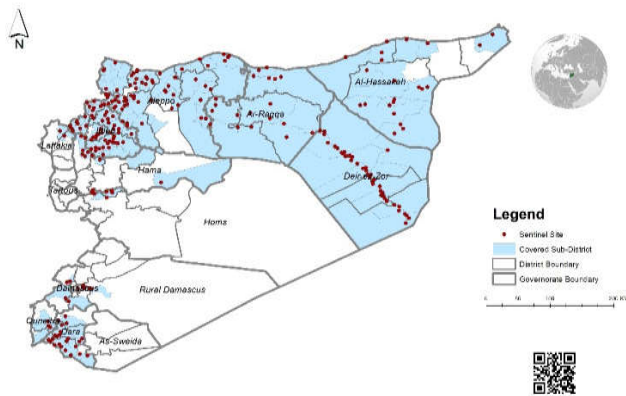 N
Aleppo
Al-Hassakeh
Ar-Raqqa
Idleb
Lattakia
Hama
Deir-ez-Zor
Tartous
Homs
Damascus
Rural Damascus
Dara
As-Sweida
Legend
Sentinel Site
Covered Sub-District
District Boundary
Governorate Boundary